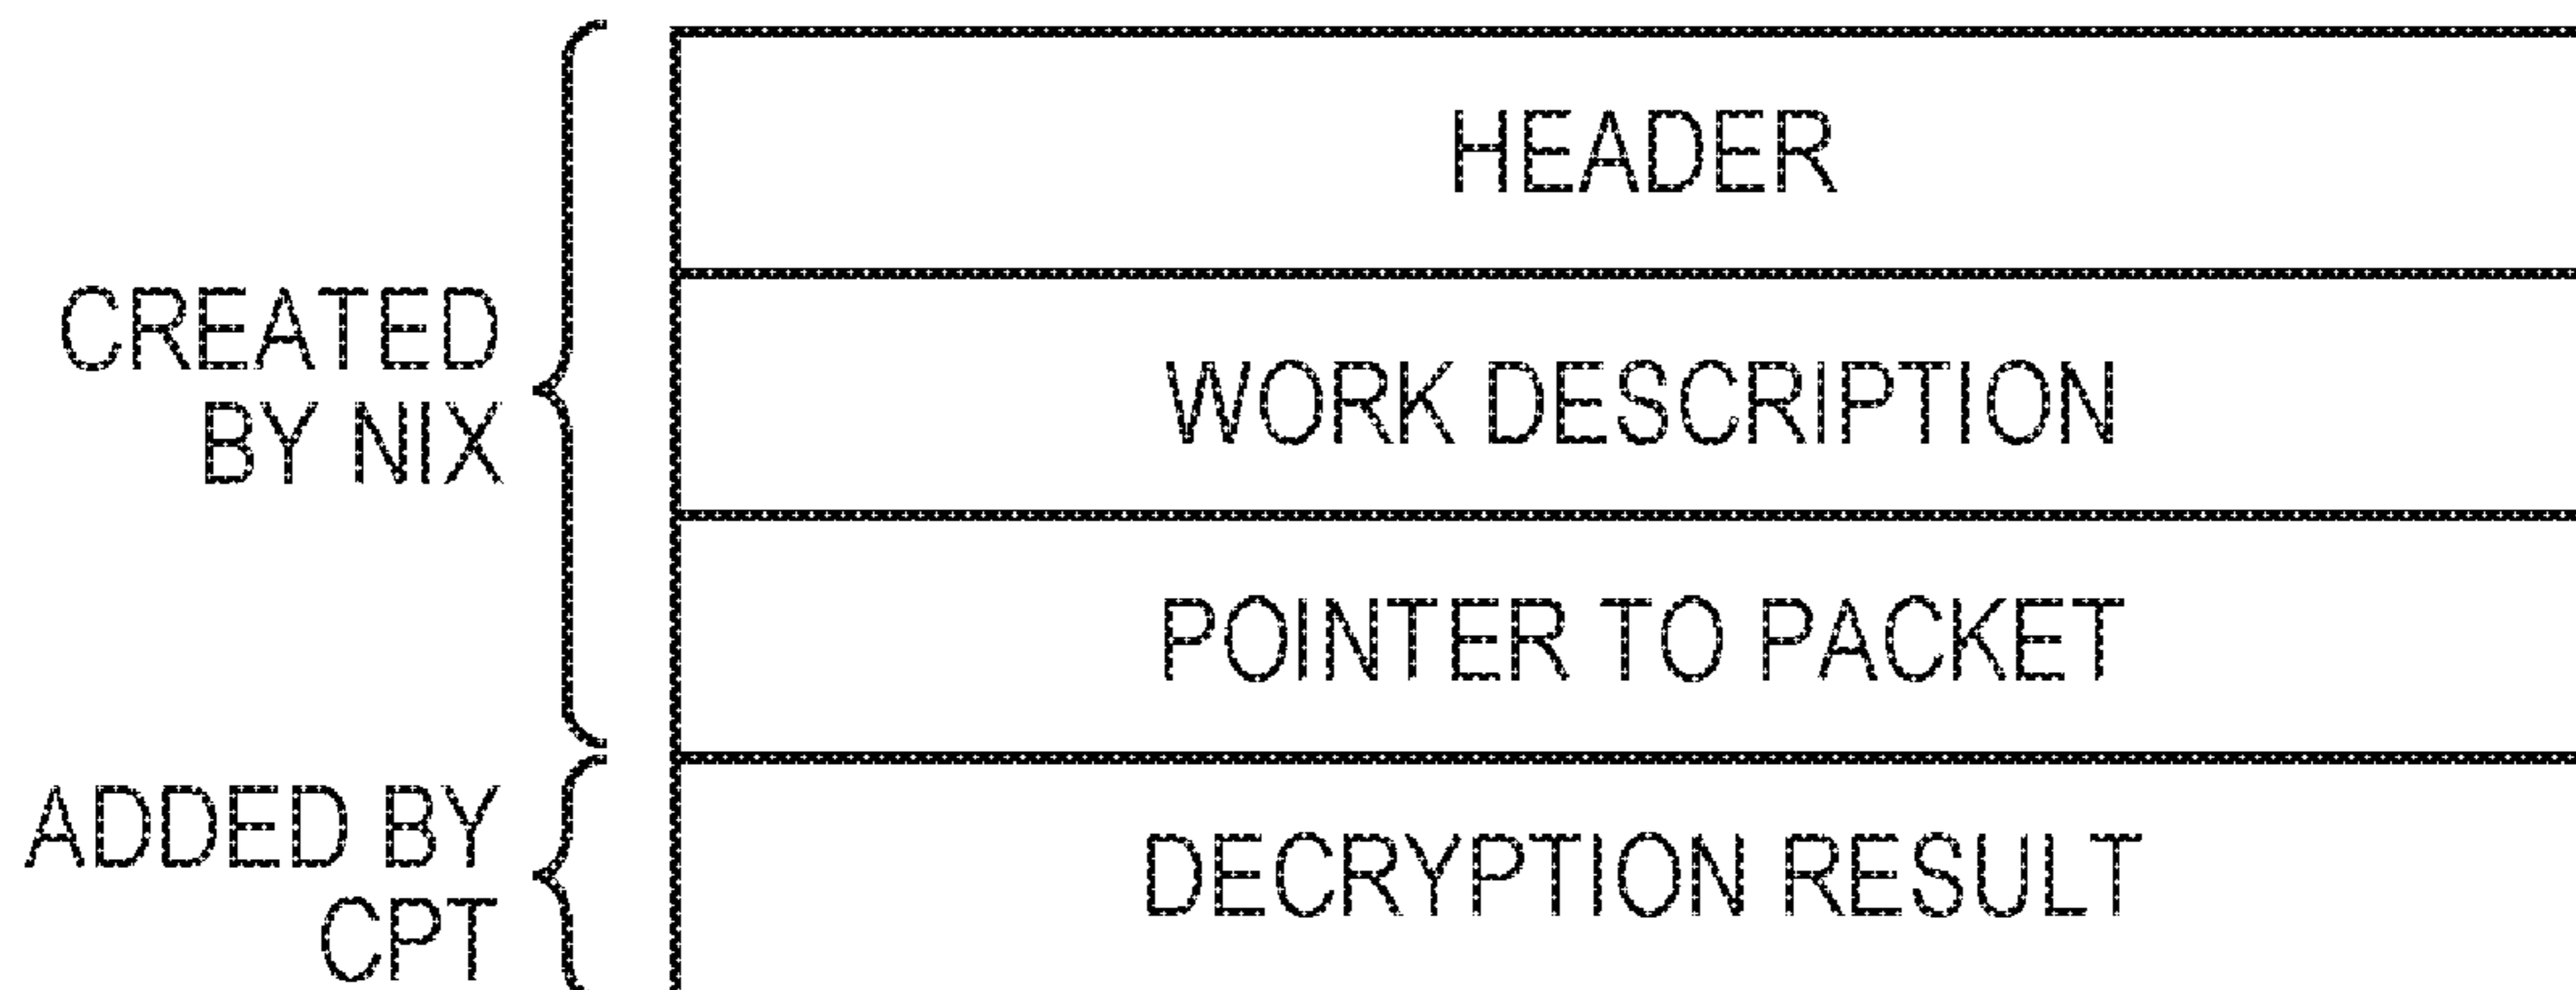 HEADER
CREATED
BY NIX
WORK DESCRIPTION
POINTER TO PACKET
ADDED BY
CPT
DECRYPTION RESULT